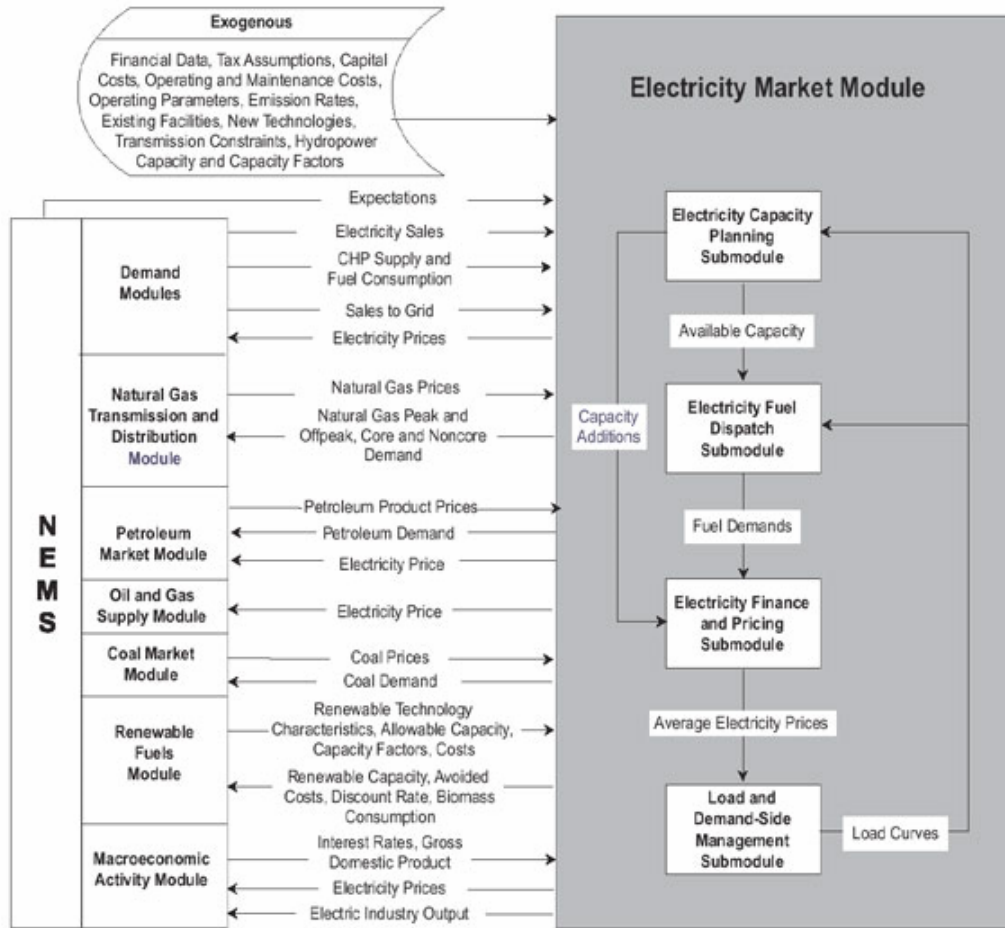 Exogenous
Financial Data, Tax Assumptions, Capital
Costs, Operating and Maintenance Costs,
Operating Parameters, Emission Rates,
Existing Facilities, New Technologies,
Transmission Constraints, Hydropower
Capacity and Capacity Factors
Electricity Market Module
NEMS
Expectations
Demand
Modules
Electricity Sales
CHP Supply and
Fuel Consumption
Sales to Grid
Electricity Prices
Natural Gas
Transmission and
Distribution
Module
Natural Gas Prices
Natural Gas Peak and
Offpeak, Core and Noncore
Demand
Petroleum
Market Module
Petroleum Product Prices
Petroleum Demand
Electricity Price
Oil and Gas
Supply Module
Electricity Price
Coal Market
Module
Coal Prices
Coal Demand
Renewable
Fuels
Module
Renewable Technology
Characteristics, Allowable Capacity,
Capacity Factors, Costs
Renewable Capacity, Avoided
Costs, Discount Rate, Biomass
Consumption
Macroeconomic
Activity Module
Interest Rates, Gross
Domestic Product
Electricity Prices
Electric Industry Output
Electricity Capacity
Planning
Submodule
Available Capacity
Capacity
Additions
Electricity Fuel
Dispatch
Submodule
Fuel Demands
Electricity Finance
and Pricing
Submodule
Average Electricity Prices
Load and
Demand-Side
Management
Submodule
Load Curves